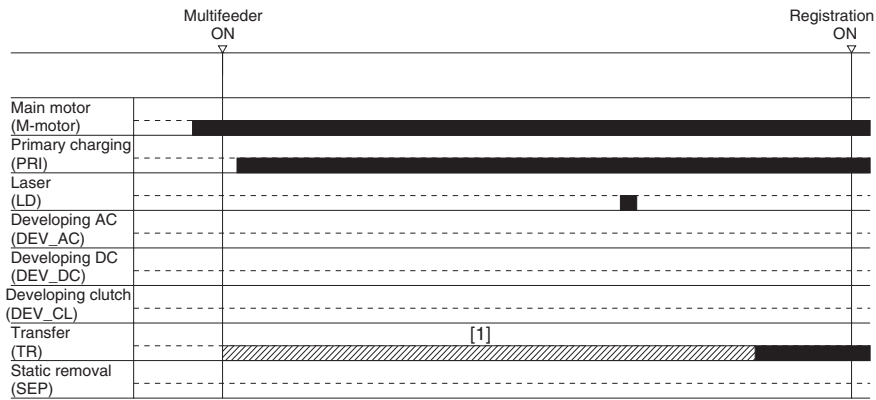 Multifeeder
ON
Registration
ON
Main motor
(M-motor)
Primary charging
(PRI)
Laser
(LD)
Developing AC
(DEV_AC)
Developing DC
(DEV_DC)
Developing clutch
(DEV_CL)
Transfer
(TR)
[1]
Static removal
(SEP)